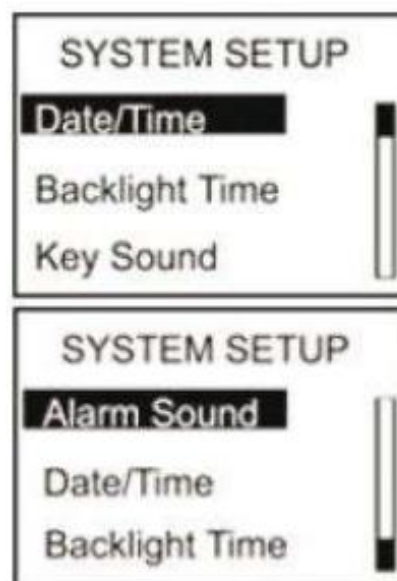 SYSTEM SETUP
Date/Time
Backlight Time
Key Sound
SYSTEM SETUP
Alarm Sound
Date/Time
Backlight Time